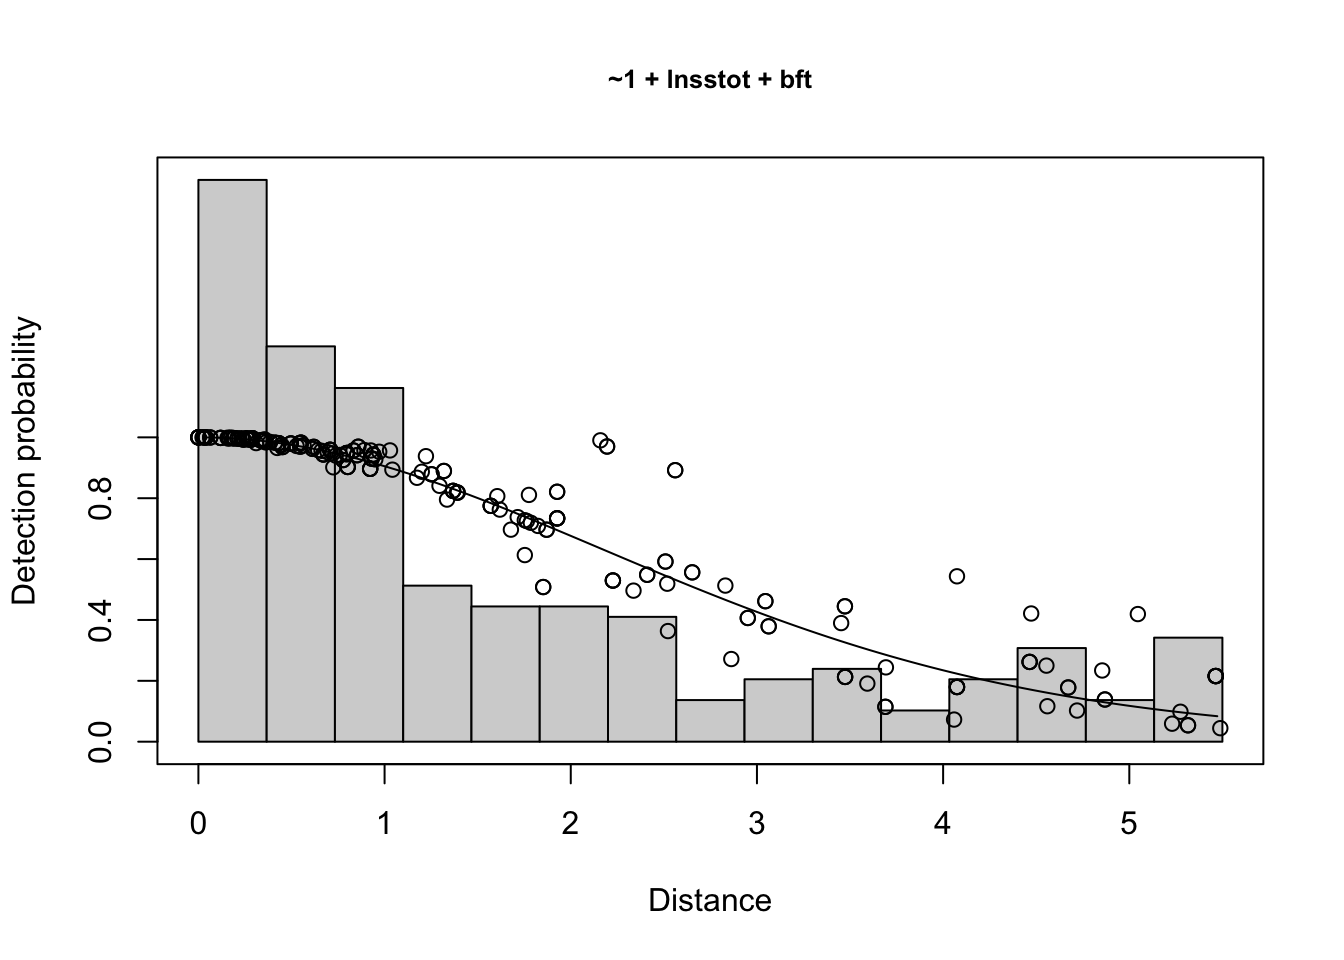 ~1 + lnsstot + bft
Detection probability
0.8
0.4
0.0
0 1 2 3 4 5
Distance